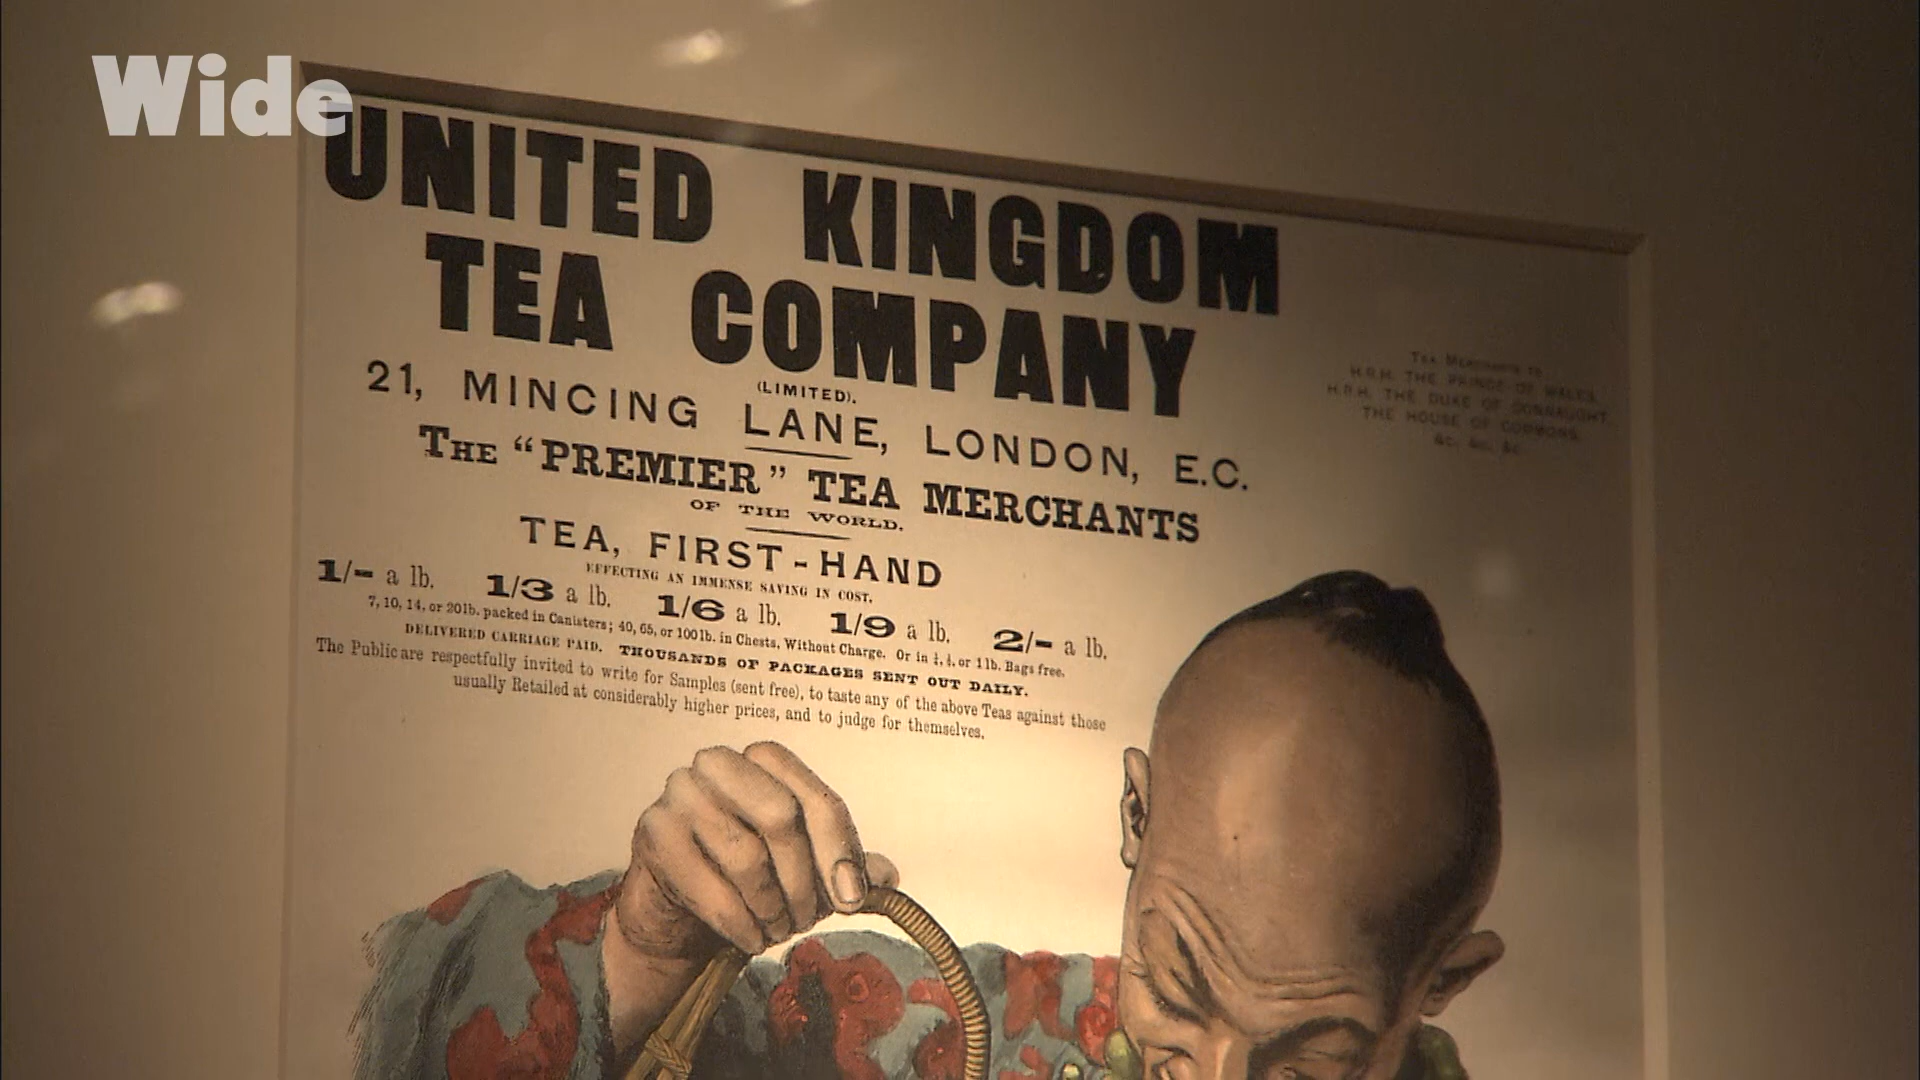 Wide
UNITED KINGDOM
TEA COMPANY
(LIMITED).
21, MINCING LANE, LONDON, E.C.
THE "PREMIER" TEA MERCHANTS
OF THE WORLD.
TEA, FIRST-HAND
EFFECTING AN IMMENSE SAVING IN COST.
1/- a lb. 1/3 a lb. 1/6 a lb. 1/9 a lb. 2/- a lb.
7, 10, 14, or 20lb. packed in Canisters; 40, 65, or 100lb. in Chests, Without Charge. Or in ¼, ½, or 1 lb. Bags free.
DELIVERED CARRIAGE PAID. THOUSANDS OF PACKAGES SENT OUT DAILY.
The Public are respectfully invited to write for Samples (sent free), to taste any of the above Teas against those
usually Retailed at considerably higher prices, and to judge for themselves.
TEA MERCHANTS TO
H.R.H. THE PRINCE OF WALES,
H.R.H. THE DUKE OF CONNAUGHT,
THE HOUSE OF COMMONS,
&c. &c. &c.